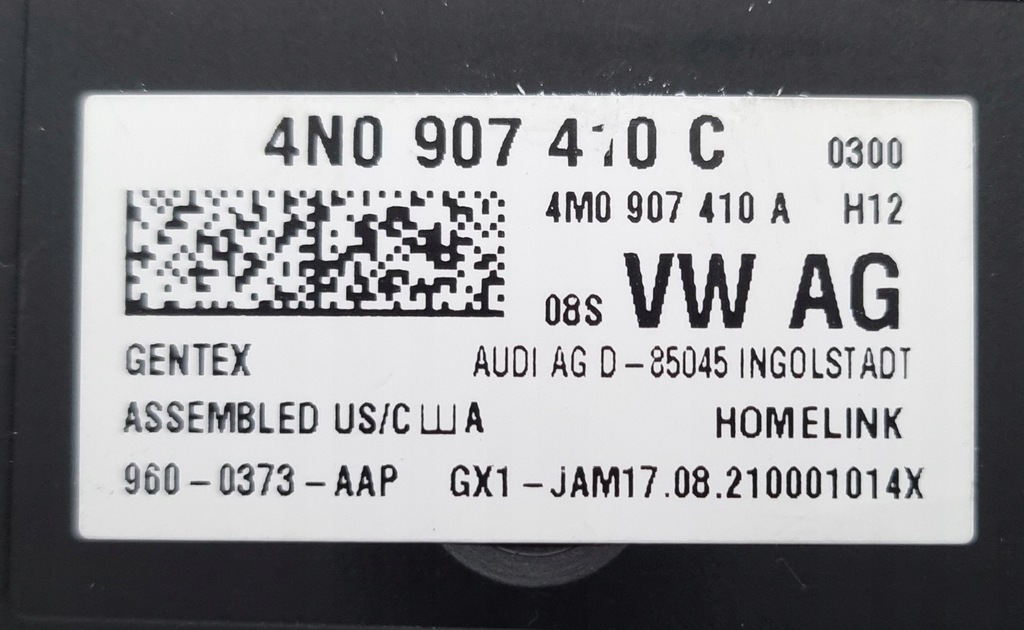 4N0 907 410 C 0300
4M0 907 410 A H12
08S VW AG
GENTEX AUDI AG D-85045 INGOLSTADT
ASSEMBLED US/C Ш A HOMELINK
960-0373-AAP GX1-JAM17.08.210001014X